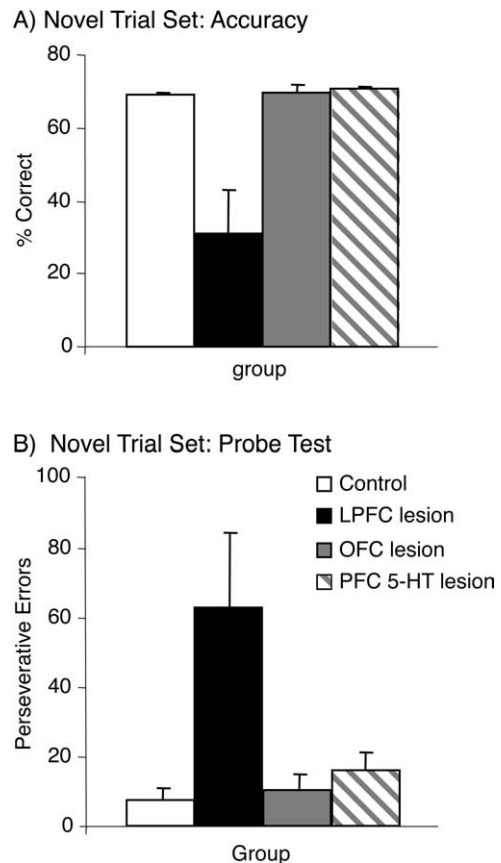 A) Novel Trial Set: Accuracy
80
60
40
20
0
% Correct
group
B) Novel Trial Set: Probe Test
100
80
60
40
20
0
Perseverative Errors
Control
LPFC lesion
OFC lesion
PFC 5-HT lesion
Group